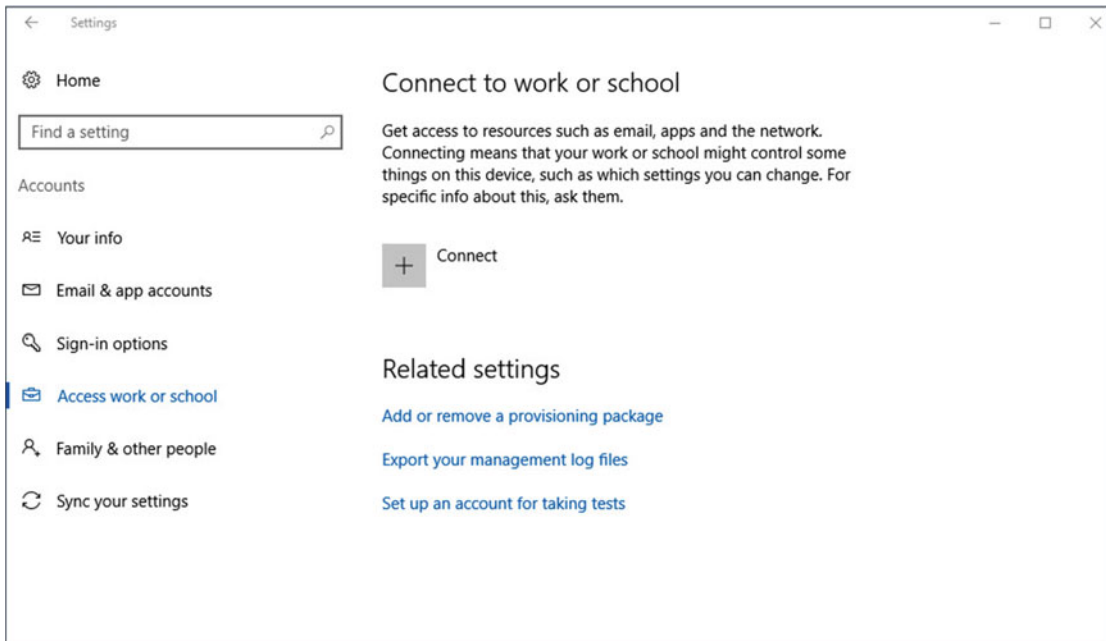 Settings
Home
Find a setting
Accounts
Your info
Email & app accounts
Sign-in options
Access work or school
Family & other people
Sync your settings
Connect to work or school
Get access to resources such as email, apps and the network.
Connecting means that your work or school might control some
things on this device, such as which settings you can change. For
specific info about this, ask them.
Connect
Related settings
Add or remove a provisioning package
Export your management log files
Set up an account for taking tests